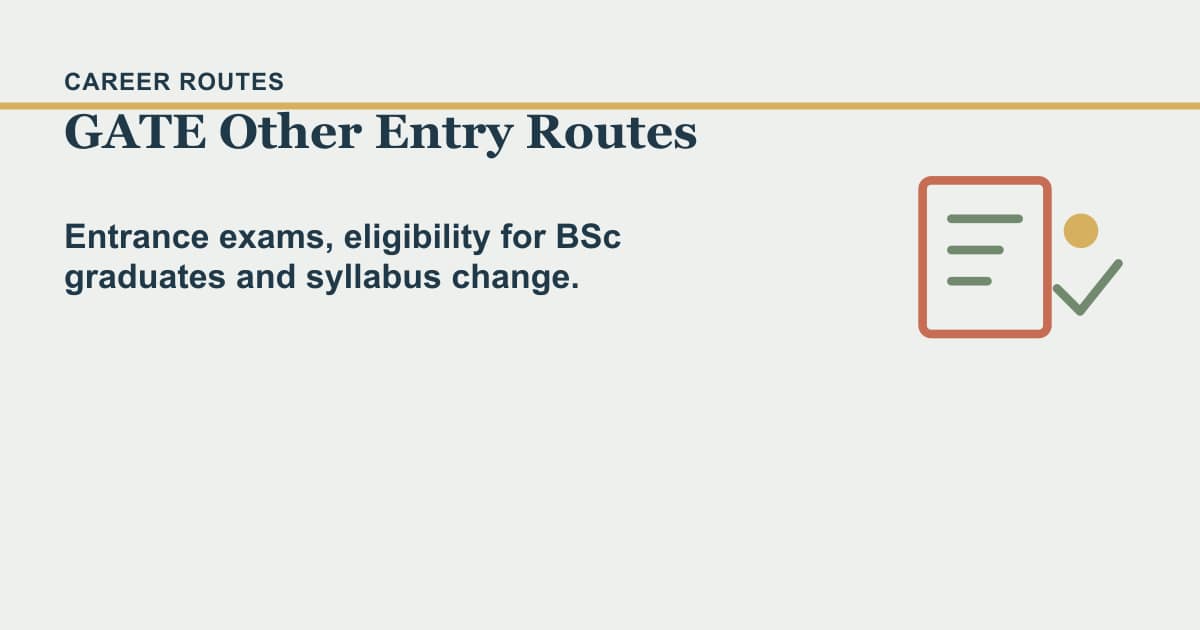 CAREER ROUTES
GATE Other Entry Routes
Entrance exams, eligibility for BSc
graduates and syllabus change.